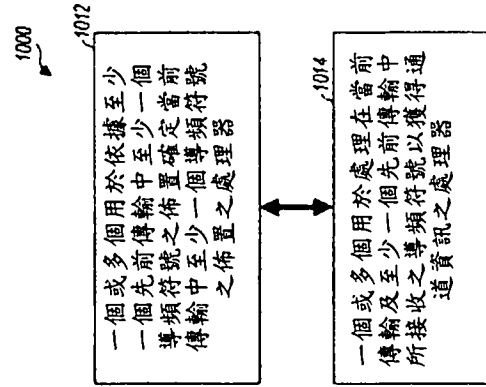 1000
1012
一個或多個用於依據至少
一個先前傳輸中至少一個
導頻符號之佈置確定當前
傳輸中至少一個導頻符號
之佈置之處理器
1014
一個或多個用於處理在當前
傳輸及至少一個先前傳輸中
所接收之導頻符號以獲得通
道資訊之處理器